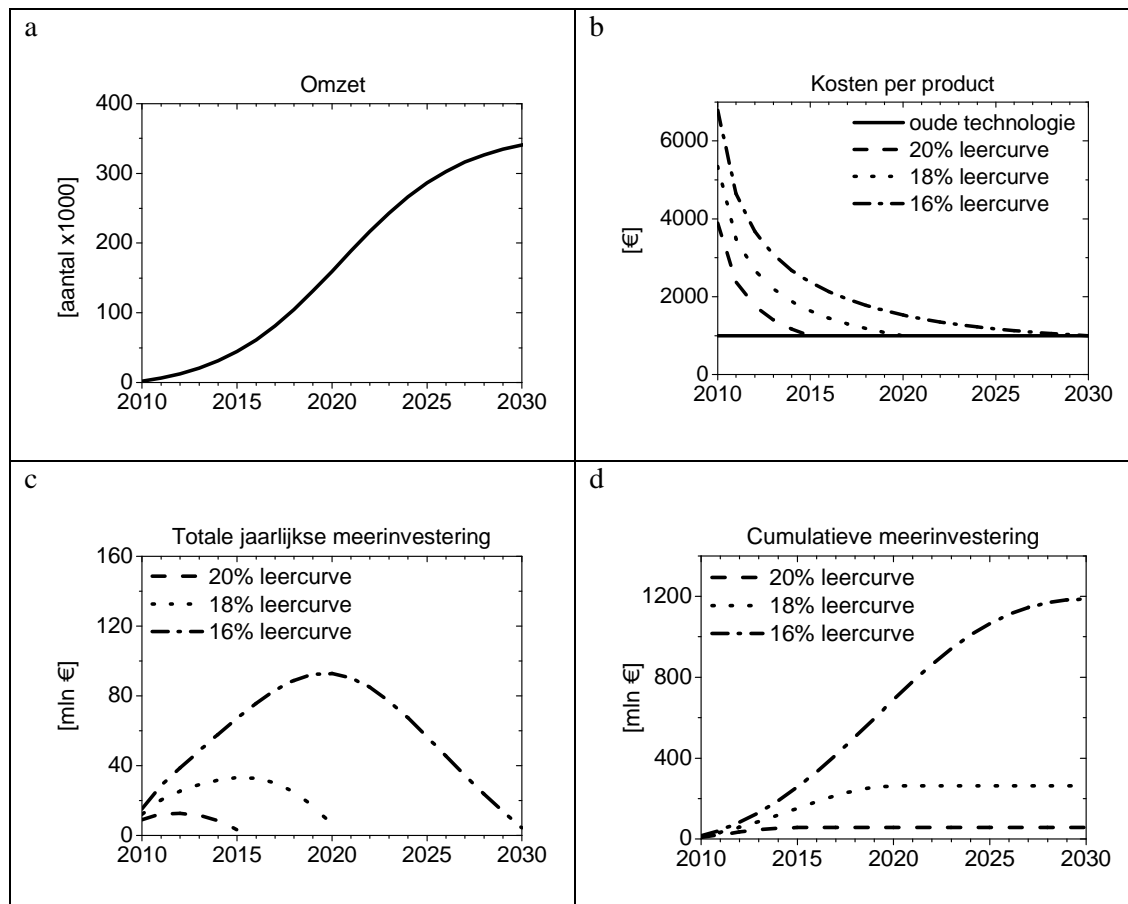 a
Omzet
[aantal x1000]
400
300
200
100
0
2010 2015 2020 2025 2030
b
Kosten per product
[€]
6000
4000
2000
0
oude technologie
20% leercurve
18% leercurve
16% leercurve
2010 2015 2020 2025 2030
c
Totale jaarlijkse meerinvestering
[mln €]
160
120
80
40
0
20% leercurve
18% leercurve
16% leercurve
2010 2015 2020 2025 2030
d
Cumulatieve meerinvestering
[mln €]
1200
800
400
0
20% leercurve
18% leercurve
16% leercurve
2010 2015 2020 2025 2030